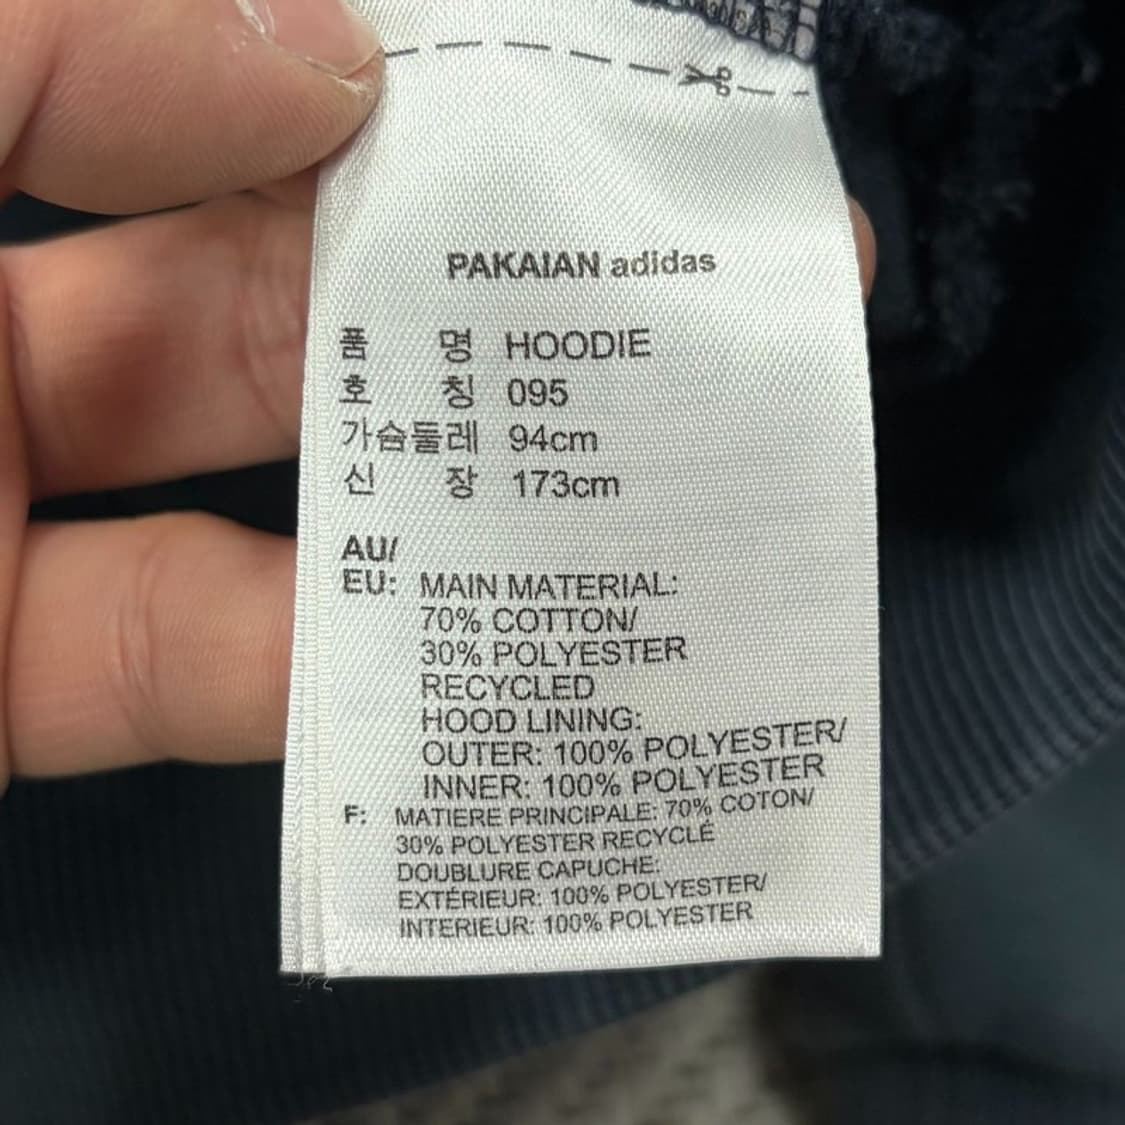 PAKAIAN adidas
품 명 HOODIE
호 칭 095
가슴둘레 94cm
신 장 173cm
AU/
EU: MAIN MATERIAL:
70% COTTON/
30% POLYESTER
RECYCLED
HOOD LINING:
OUTER: 100% POLYESTER/
INNER: 100% POLYESTER
F: MATIERE PRINCIPALE: 70% COTON/
30% POLYESTER RECYCLÉ
DOUBLURE CAPUCHE:
EXTÉRIEUR: 100% POLYESTER/
INTERIEUR: 100% POLYESTER